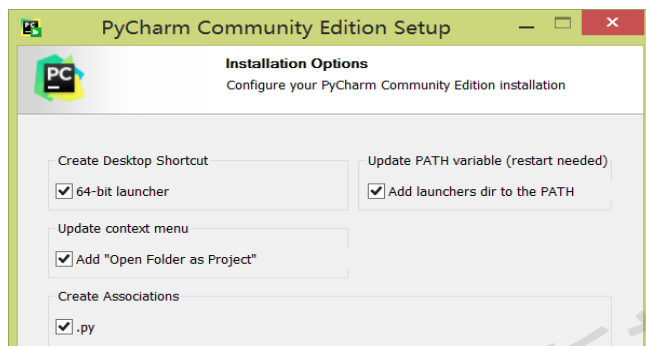 PyCharm Community Edition Setup
PC
Installation Options
Configure your PyCharm Community Edition installation
Create Desktop Shortcut
Update PATH variable (restart needed)
64-bit launcher
Add launchers dir to the PATH
Update context menu
Add "Open Folder as Project"
Create Associations
.py